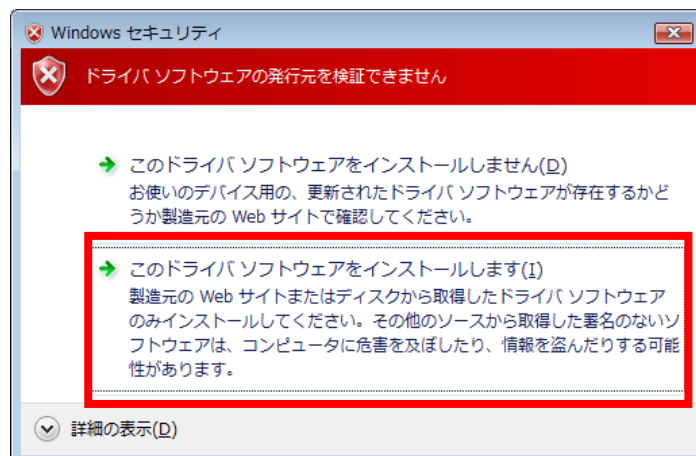 Windows セキュリティ
ドライバ ソフトウェアの発行元を検証できません
このドライバ ソフトウェアをインストールしません(D)
お使いのデバイス用の、更新されたドライバ ソフトウェアが存在するかど
うか製造元の Web サイトで確認してください。
このドライバ ソフトウェアをインストールします(I)
製造元の Web サイトまたはディスクから取得したドライバ ソフトウェア
のみインストールしてください。その他のソースから取得した署名のないソ
フトウェアは、コンピュータに危害を及ぼしたり、情報を盗んだりする可能
性があります。
詳細の表示(D)